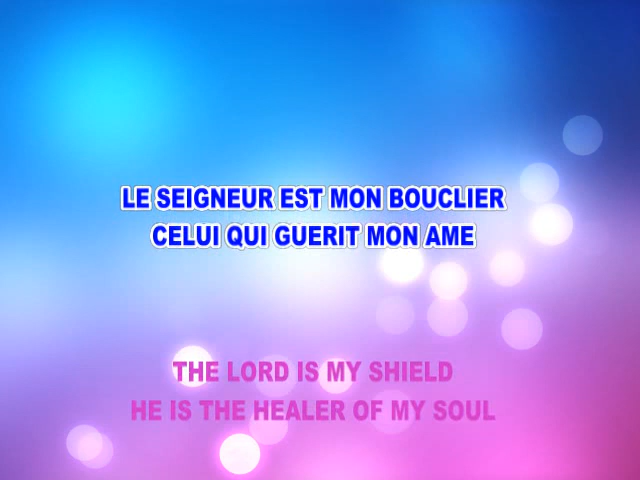 LE SEIGNEUR EST MON BOUCLIER
CELUI QUI GUERIT MON AME
THE LORD IS MY SHIELD
HE IS THE HEALER OF MY SOUL